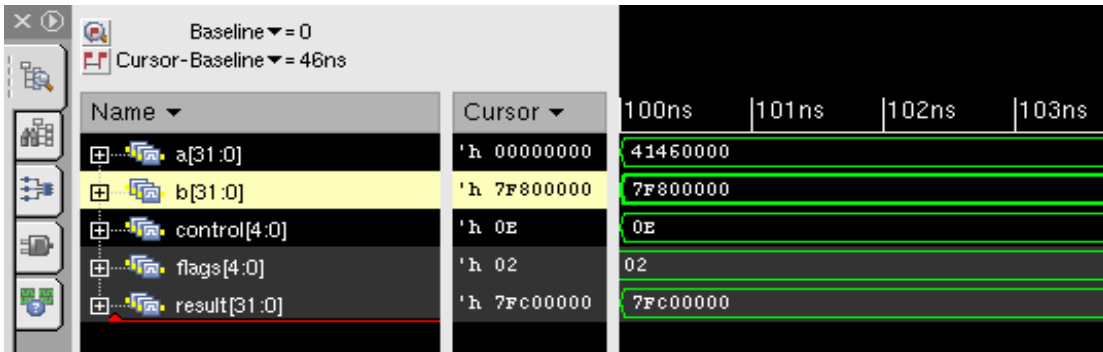 Baseline▼= 0
Cursor-Baseline▼= 46ns
Name ▼ Cursor ▼ 100ns 101ns 102ns 103ns
a[31:0] 'h 00000000 41460000
b[31:0] 'h 7F800000 7F800000
control[4:0] 'h 0E 0E
flags[4:0] 'h 02 02
result[31:0] 'h 7FC00000 7FC00000